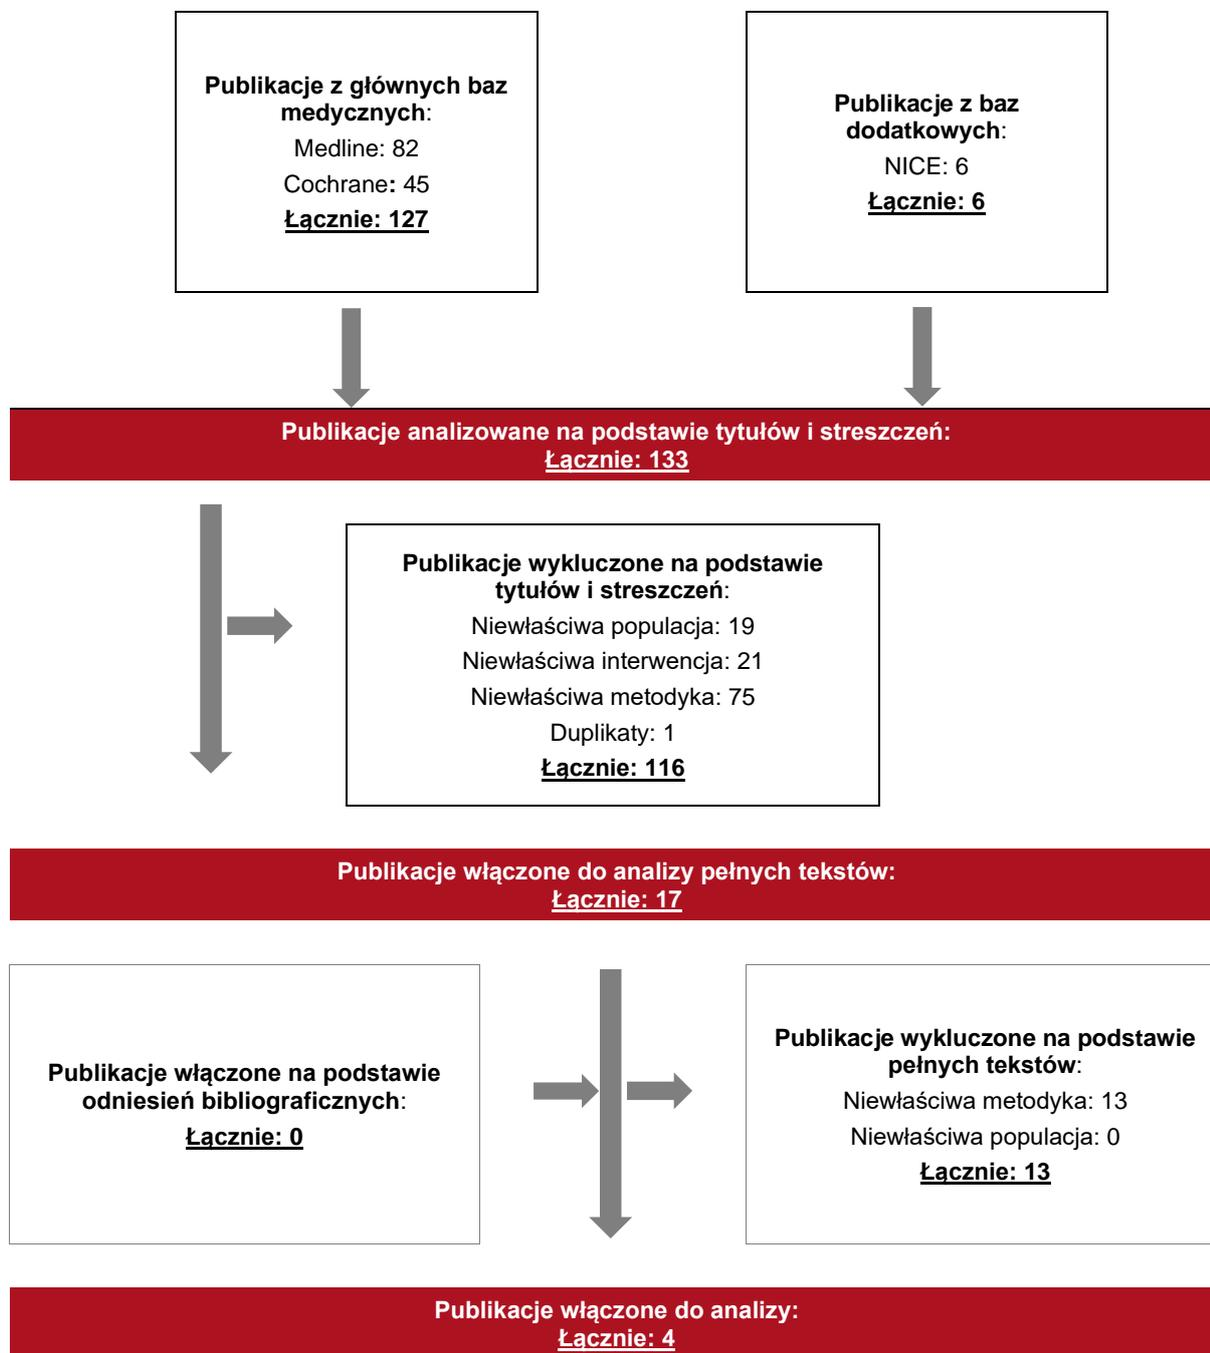 Publikacje z głównych baz
medycznych:
Medline: 82
Cochrane: 45
Łącznie: 127
Publikacje z baz
dodatkowych:
NICE: 6
Łącznie: 6
Publikacje analizowane na podstawie tytułów i streszczeń:
Łącznie: 133
Publikacje wykluczone na podstawie
tytułów i streszczeń:
Niewłaściwa populacja: 19
Niewłaściwa interwencja: 21
Niewłaściwa metodyka: 75
Duplikaty: 1
Łącznie: 116
Publikacje włączone do analizy pełnych tekstów:
Łącznie: 17
Publikacje włączone na podstawie
odniesień bibliograficznych:
Łącznie: 0
Publikacje wykluczone na podstawie
pełnych tekstów:
Niewłaściwa metodyka: 13
Niewłaściwa populacja: 0
Łącznie: 13
Publikacje włączone do analizy:
Łącznie: 4